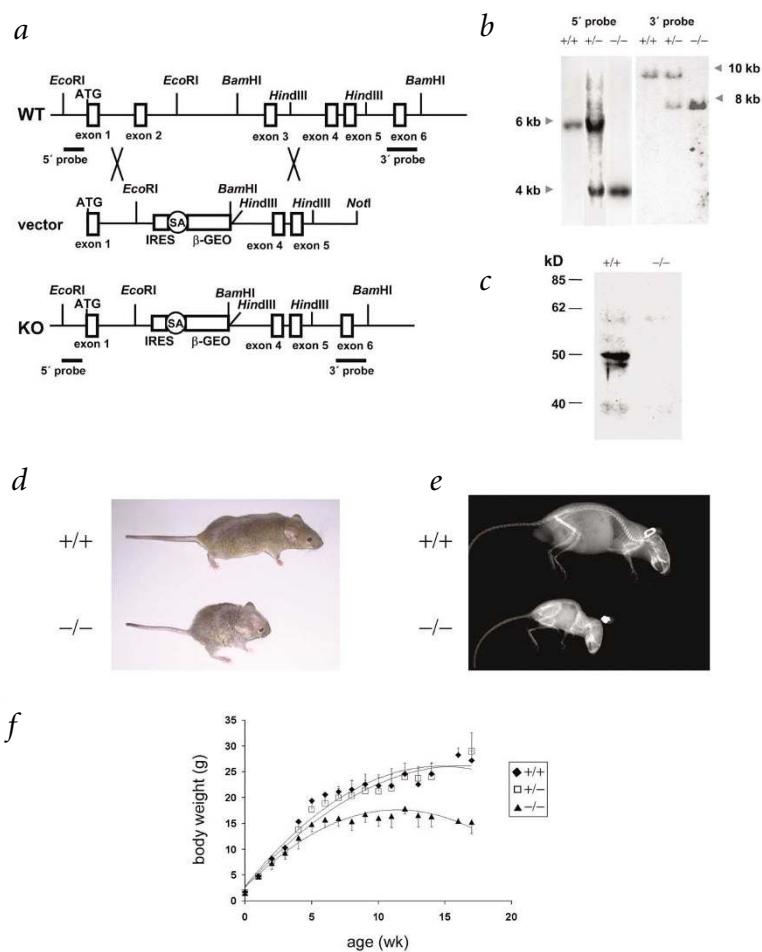 a
EcoRI ATG EcoRI BamHI HindIII HindIII BamHI
WT
exon 1 exon 2 exon 3 exon 4 exon 5 exon 6
5´ probe 3´ probe
ATG EcoRI BamHI HindIII HindIII NotI
vector
SA
exon 1 IRES β-GEO exon 4 exon 5
EcoRI ATG EcoRI BamHI HindIII HindIII BamHI
KO
SA
exon 1 IRES β-GEO exon 4 exon 5 exon 6
5´ probe 3´ probe
b
5´ probe 3´ probe
+/+ +/– –/– +/+ +/– –/–
10 kb
8 kb
6 kb
4 kb
c
kD +/+ –/–
85
62
50
40
d
+/+
–/–
e
+/+
–/–
f
body weight (g)
35
30
25
20
15
10
5
0
0 5 10 15 20
age (wk)
+/+
+/–
–/–